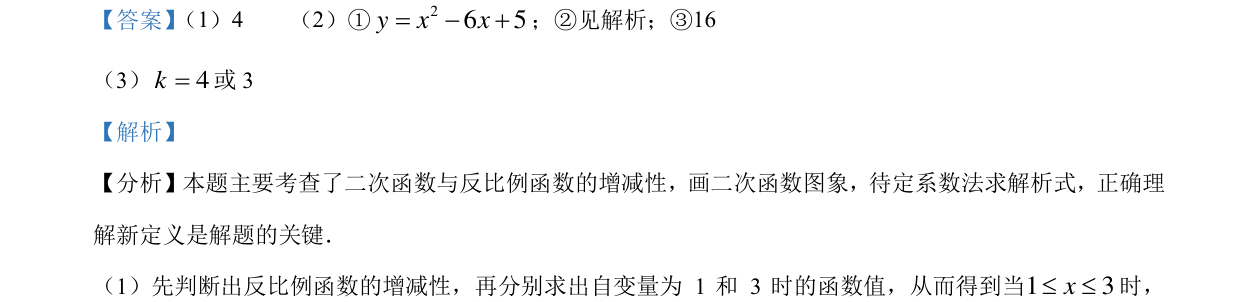 【答案】（1）4　　（2）① y = x² − 6x + 5；②见解析；③16
（3） k = 4 或 3
【解析】
【分析】本题主要考查了二次函数与反比例函数的增减性，画二次函数图象，待定系数法求解析式，正确理
解新定义是解题的关键．
（1）先判断出反比例函数的增减性，再分别求出自变量为 1 和 3 时的函数值，从而得到当1 ≤ x ≤ 3时，